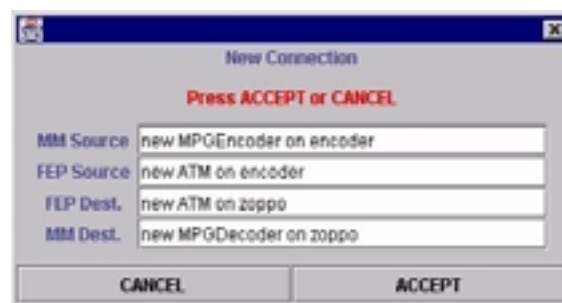 New Connection
Press ACCEPT or CANCEL
MM Source new MPGEncoder on encoder
FEP Source new ATM on encoder
FEP Dest. new ATM on zoppo
MM Dest. new MPGDecoder on zoppo
CANCEL ACCEPT